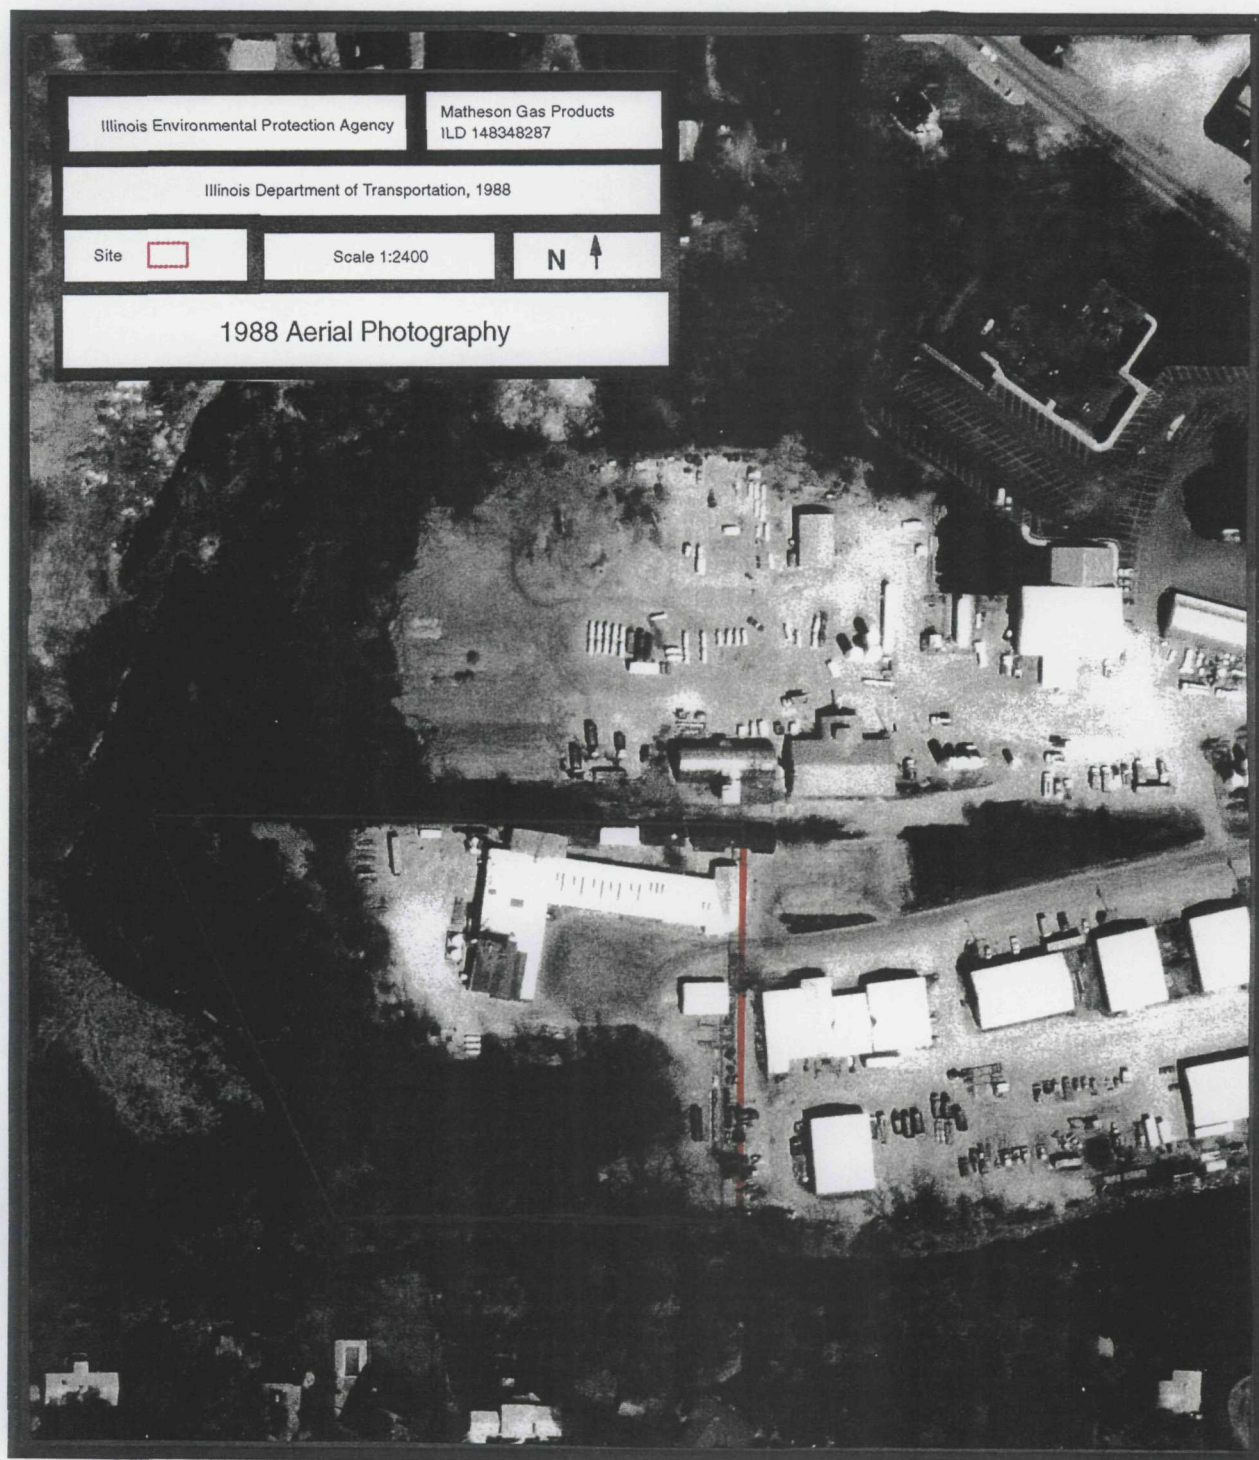 Illinois Environmental Protection Agency
Matheson Gas Products
ILD 148348287
Illinois Department of Transportation, 1988
Site
Scale 1:2400
N
1988 Aerial Photography